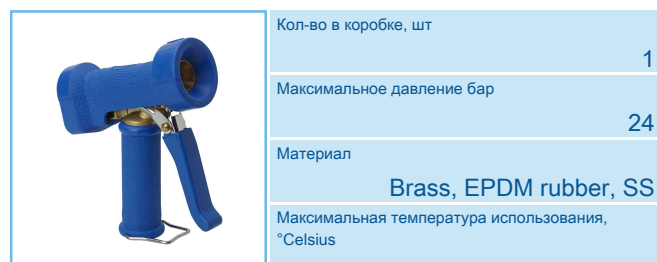 Кол-во в коробке, шт
1
Максимальное давление бар
24
Материал
Brass, EPDM rubber, SS
Максимальная температура использования,
°Celsius